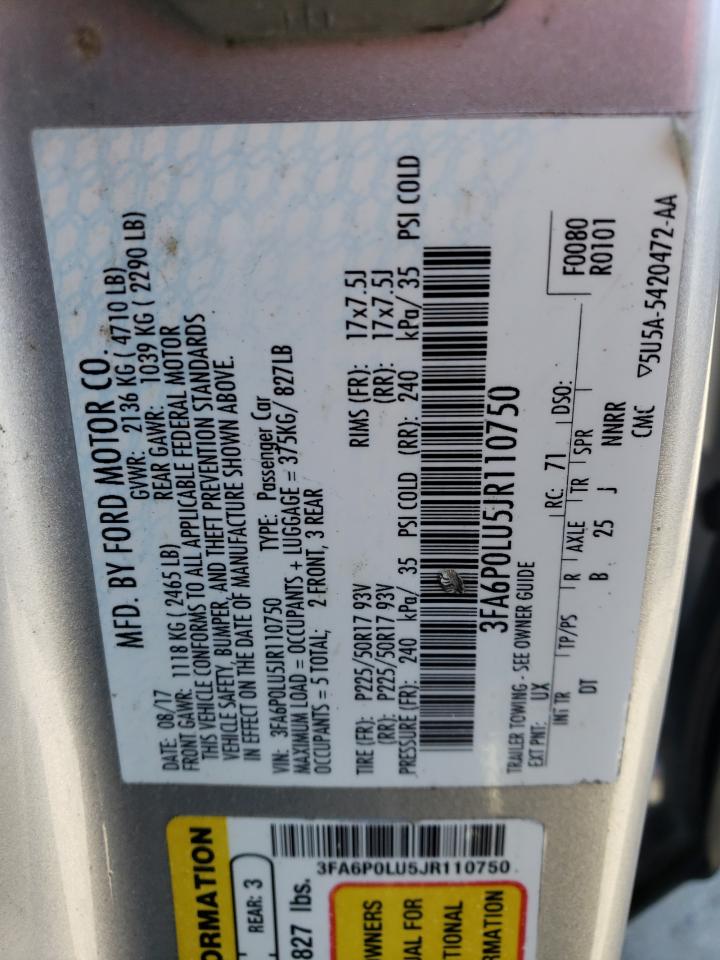 MFD. BY FORD MOTOR CO.
DATE: 08/17 GVWR: 2136 KG ( 4710 LB)
FRONT GAWR: 1118 KG ( 2465 LB) REAR GAWR: 1039 KG ( 2290 LB)
THIS VEHICLE CONFORMS TO ALL APPLICABLE FEDERAL MOTOR
VEHICLE SAFETY, BUMPER, AND THEFT PREVENTION STANDARDS
IN EFFECT ON THE DATE OF MANUFACTURE SHOWN ABOVE.
VIN: 3FA6P0LU5JR110750 TYPE: Passenger Car
MAXIMUM LOAD = OCCUPANTS + LUGGAGE = 375KG/ 827LB
OCCUPANTS = 5 TOTAL; 2 FRONT, 3 REAR
TIRE (FR): P225/50R17 93V RIMS (FR): 17x7.5J
(RR): P225/50R17 93V (RR): 17x7.5J
PRESSURE (FR): 240 kPa/ 35 PSI COLD (RR): 240 kPa/ 35 PSI COLD
3FA6P0LU5JR110750
TRAILER TOWING - SEE OWNER GUIDE
EXT PNT: UX RC: 71 DSO: F0080
R0101
INT TR TP/PS R AXLE TR SPR
DT B 25 J NNRR
CMC ▽5U5A-5420472-AA
ORMATION
REAR: 3
827 lbs.
3FA6P0LU5JR110750
WNERS
UAL FOR
TIONAL
RMATION